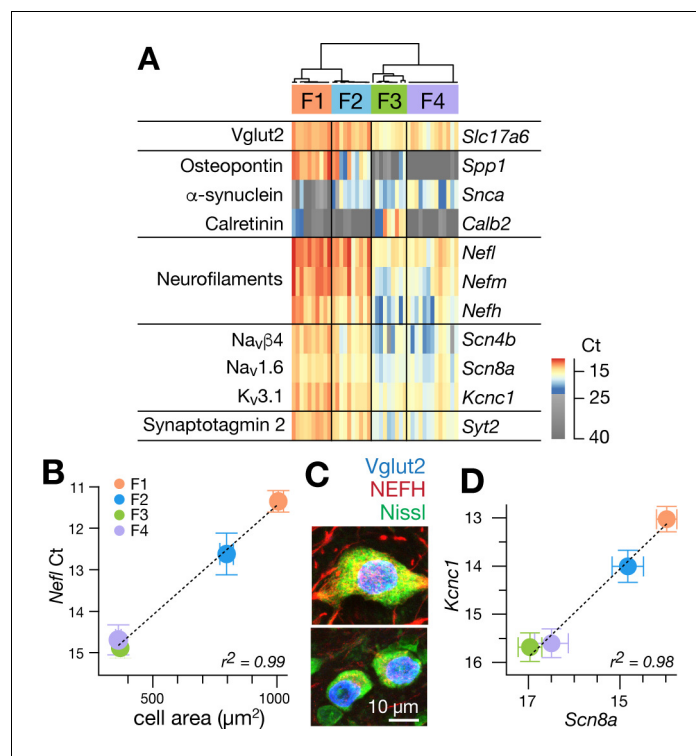 A
F1 F2 F3 F4
Vglut2 Slc17a6
Osteopontin Spp1
α-synuclein Snca
Calretinin Calb2
Nefl
Neurofilaments Nefm
Nefh
Navβ4 Scn4b
Nav1.6 Scn8a
Kv3.1 Kcnc1
Synaptotagmin 2 Syt2
Ct
15
25
40
B
F1
F2
F3
F4
11
12
13
14
15
Nefl Ct
r² = 0.99
500 1000
cell area (µm²)
C
Vglut2
NEFH
Nissl
10 µm
D
13
14
15
16
Kcnc1
r² = 0.98
17 15
Scn8a